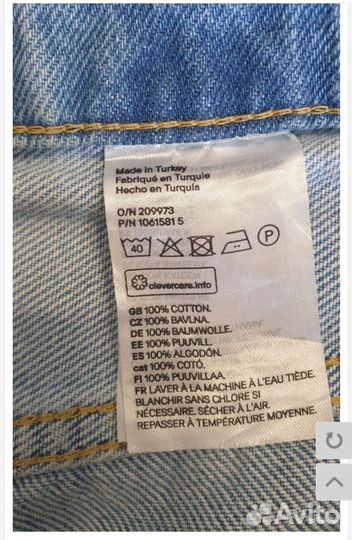 Made in Turkey
Fabriqué en Turquie
Hecho en Turquía
O/N 209973
P/N 1061581 5
40
P
clevercare.info
GB 100% COTTON.
CZ 100% BAVLNA.
DE 100% BAUMWOLLE.
EE 100% PUUVILL.
ES 100% ALGODÓN.
cat 100% COTÓ.
FI 100% PUUVILLAA.
FR LAVER À LA MACHINE À L'EAU TIÈDE.
BLANCHIR SANS CHLORE SI
NÉCESSAIRE. SÉCHER À L'AIR.
REPASSER À TEMPÉRATURE MOYENNE.
Avito